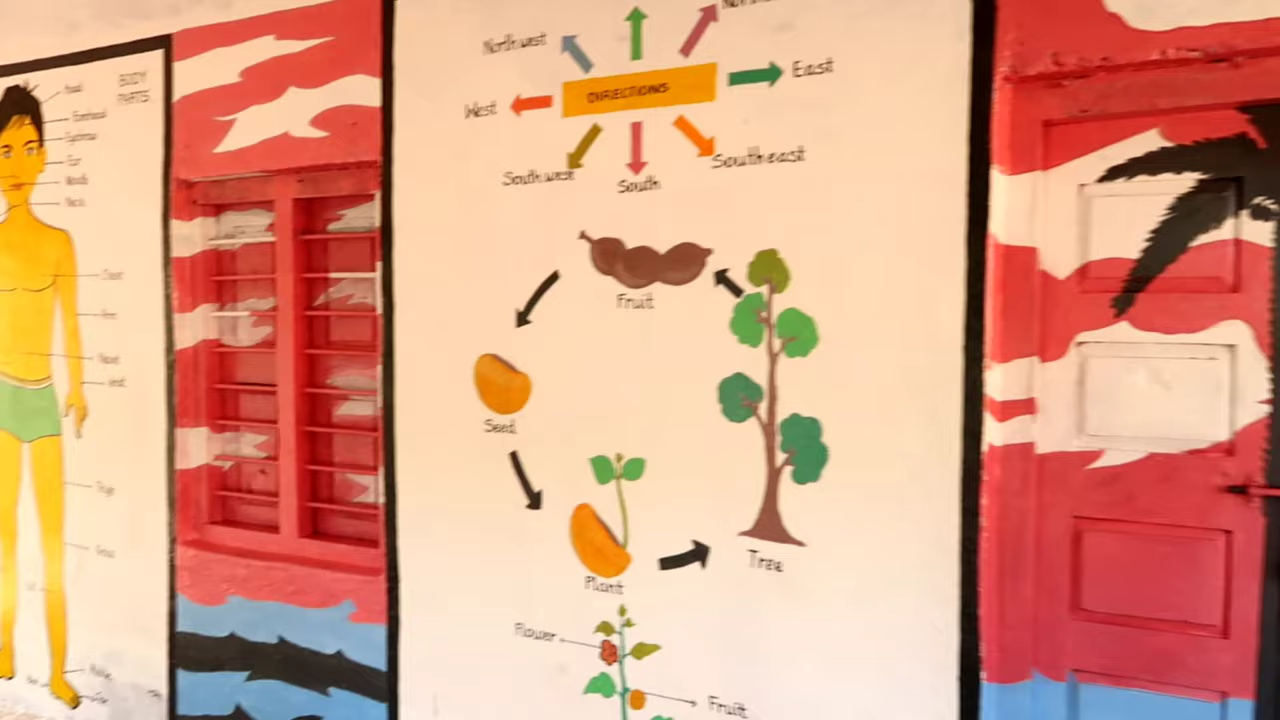 BODY
PARTS
Head
Forehead
Eyebrow
Ear
Mouth
Neck
Chest
Arm
Navel
Northwest
West
DIRECTIONS
East
Southwest
South
Southeast
Fruit
Seed
Plant
Tree
Flower
Fruit